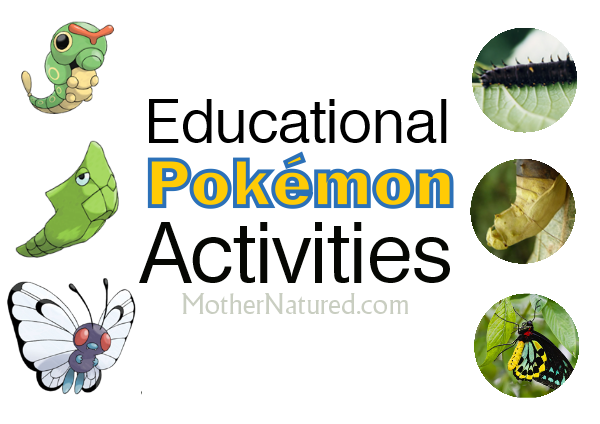 Educational
Pokémon
Activities
MotherNatured.com